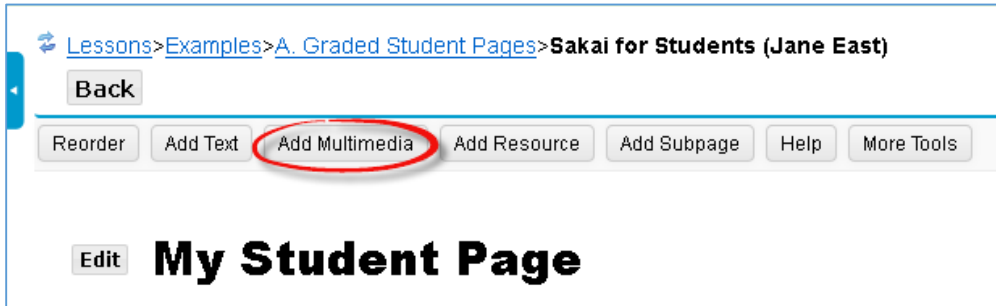 Lessons>Examples>A. Graded Student Pages>Sakai for Students (Jane East)
Back
Reorder Add Text Add Multimedia Add Resource Add Subpage Help More Tools
Edit My Student Page